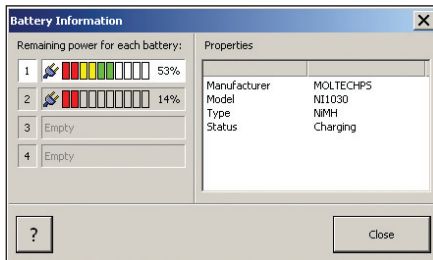 Battery Information
Remaining power for each battery:
1 53%
2 14%
3 Empty
4 Empty
Properties
Manufacturer MOLTECHPS
Model NI1030
Type NiMH
Status Charging
? Close